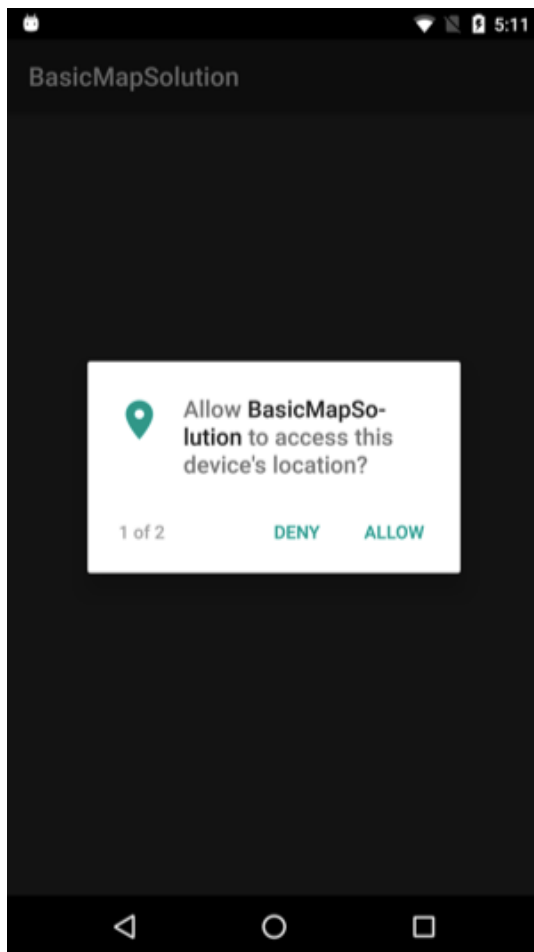 5:11
BasicMapSolution
Allow BasicMapSo-
lution to access this
device's location?
1 of 2 DENY ALLOW